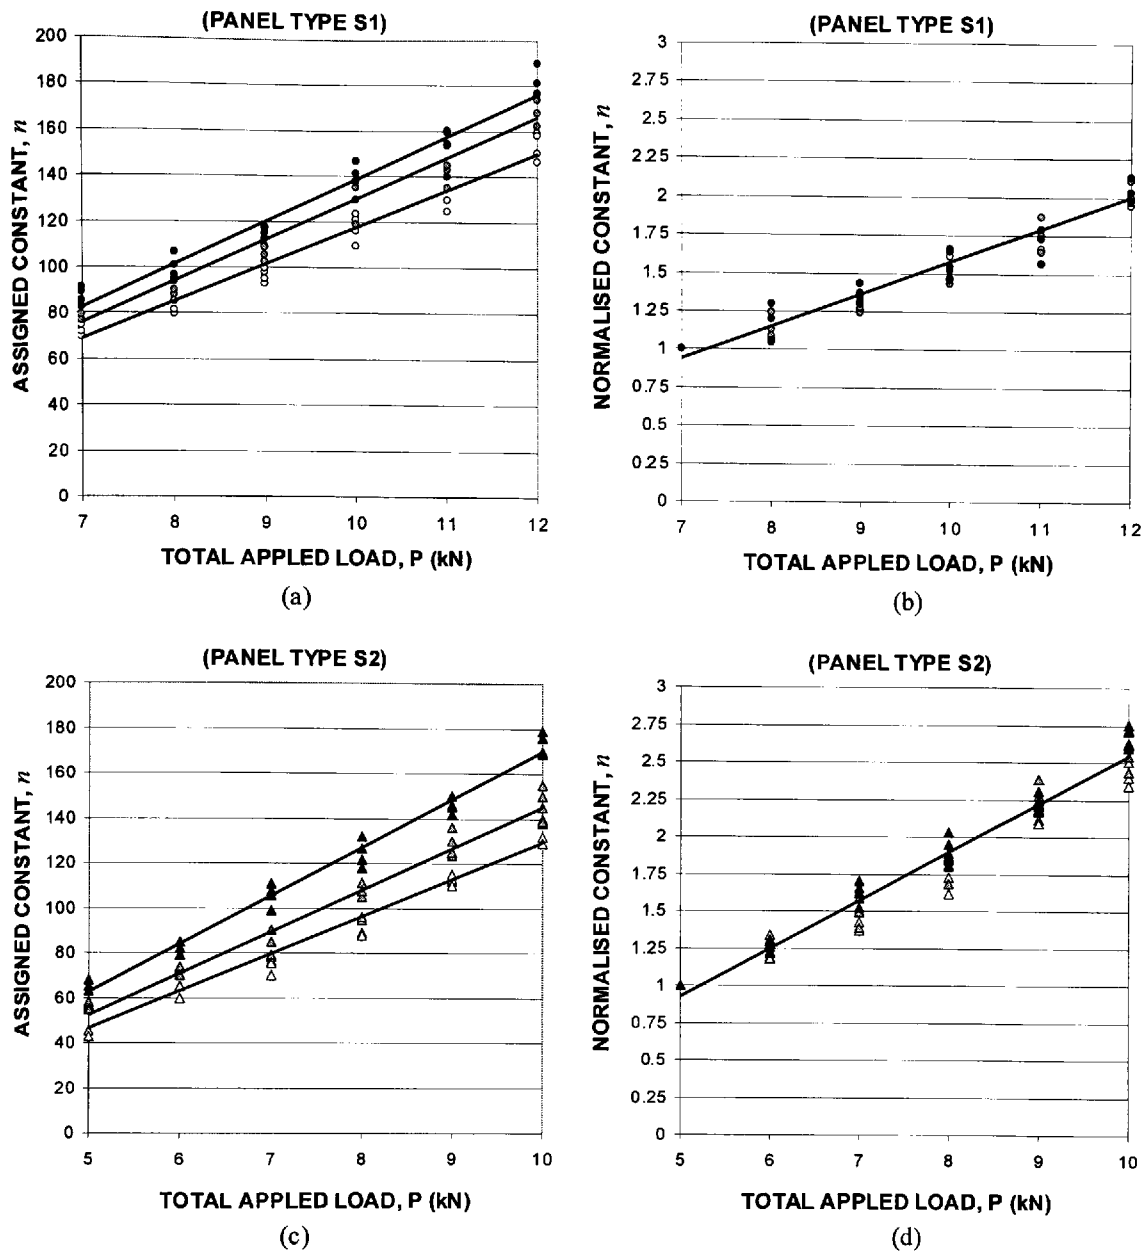 (PANEL TYPE S1)
200
180
160
140
120
100
80
60
40
20
0
ASSIGNED CONSTANT, n
7 8 9 10 11 12
TOTAL APPLED LOAD, P (kN)
(a)
(PANEL TYPE S1)
3
2.75
2.5
2.25
2
1.75
1.5
1.25
1
0.75
0.5
0.25
0
NORMALISED CONSTANT, n
7 8 9 10 11 12
TOTAL APPLED LOAD, P (kN)
(b)
(PANEL TYPE S2)
200
180
160
140
120
100
80
60
40
20
0
ASSIGNED CONSTANT, n
5 6 7 8 9 10
TOTAL APPLED LOAD, P (kN)
(c)
(PANEL TYPE S2)
3
2.75
2.5
2.25
2
1.75
1.5
1.25
1
0.75
0.5
0.25
0
NORMALISED CONSTANT, n
5 6 7 8 9 10
TOTAL APPLED LOAD, P (kN)
(d)